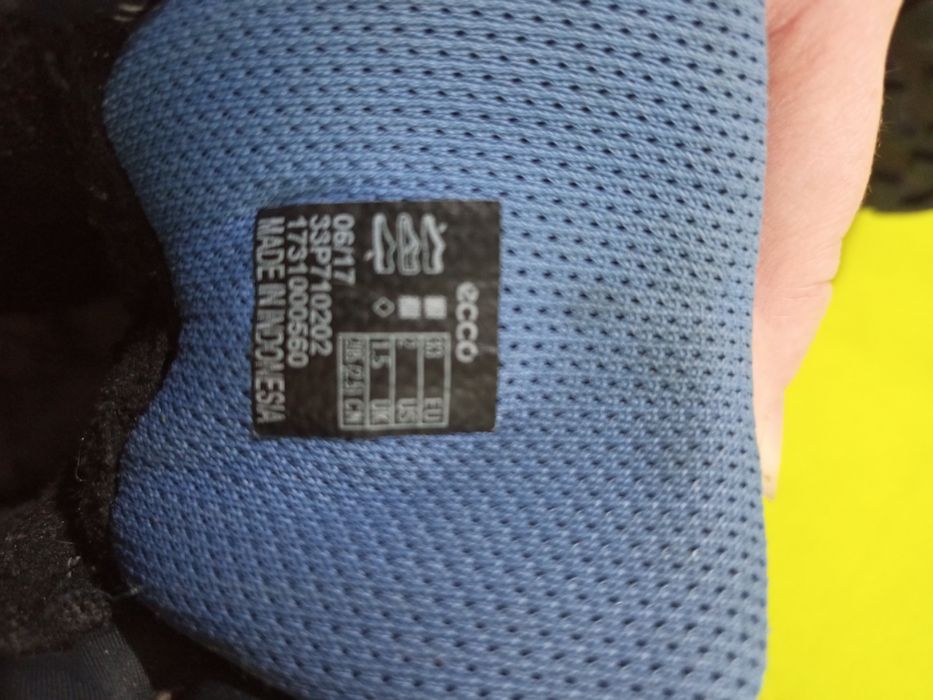 ecco
33 EU
2 US
1.5 UK
CN
06/17
33P710202
1731000560
MADE IN INDONESIA